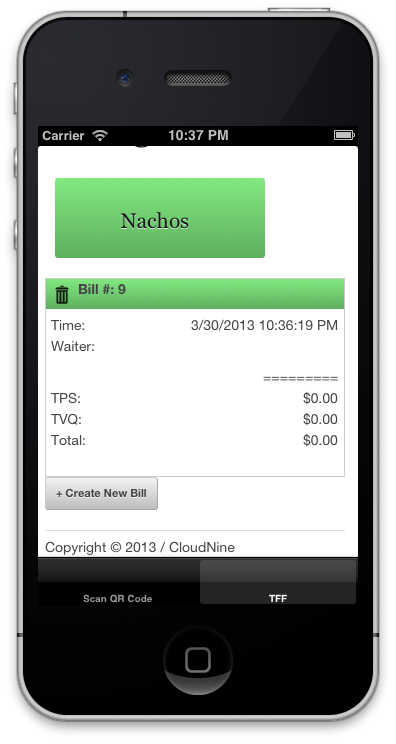 Carrier 10:37 PM
Nachos
Bill #: 9
Time: 3/30/2013 10:36:19 PM
Waiter:
=========
TPS: $0.00
TVQ: $0.00
Total: $0.00
+ Create New Bill
Copyright © 2013 / CloudNine
Scan QR Code TFF